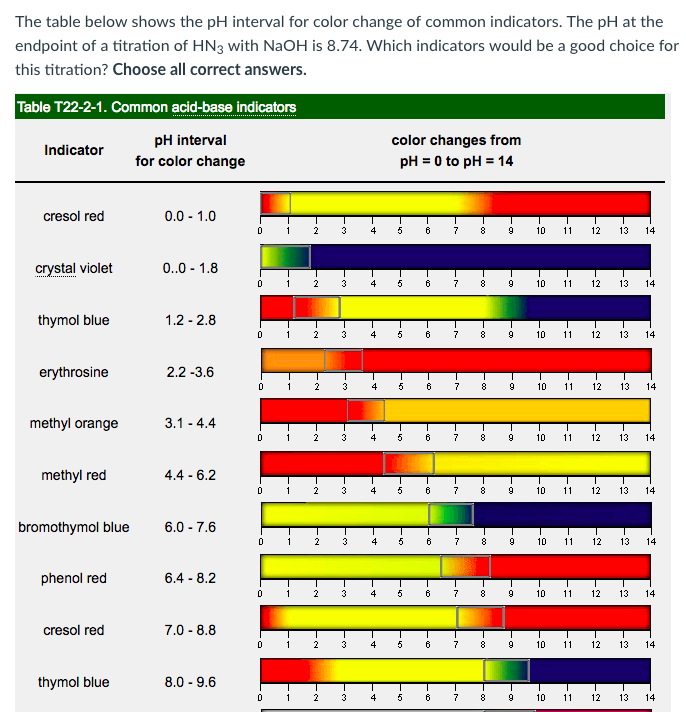 The table below shows the pH interval for color change of common indicators. The pH at the
endpoint of a titration of HN3 with NaOH is 8.74. Which indicators would be a good choice for
this titration? Choose all correct answers.
Table T22-2-1. Common acid-base indicators
Indicator pH interval for color change color changes from pH = 0 to pH = 14
cresol red 0.0 - 1.0
0 1 2 3 4 5 6 7 8 9 10 11 12 13 14
crystal violet 0..0 - 1.8
0 1 2 3 4 5 6 7 8 9 10 11 12 13 14
thymol blue 1.2 - 2.8
0 1 2 3 4 5 6 7 8 9 10 11 12 13 14
erythrosine 2.2 -3.6
0 1 2 3 4 5 6 7 8 9 10 11 12 13 14
methyl orange 3.1 - 4.4
0 1 2 3 4 5 6 7 8 9 10 11 12 13 14
methyl red 4.4 - 6.2
0 1 2 3 4 5 6 7 8 9 10 11 12 13 14
bromothymol blue 6.0 - 7.6
0 1 2 3 4 5 6 7 8 9 10 11 12 13 14
phenol red 6.4 - 8.2
0 1 2 3 4 5 6 7 8 9 10 11 12 13 14
cresol red 7.0 - 8.8
0 1 2 3 4 5 6 7 8 9 10 11 12 13 14
thymol blue 8.0 - 9.6
0 1 2 3 4 5 6 7 8 9 10 11 12 13 14